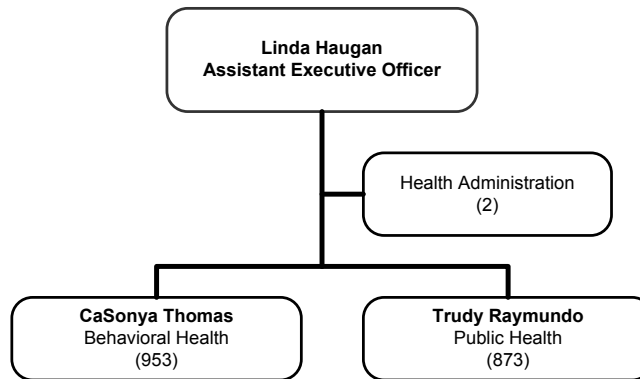 Linda Haugan
Assistant Executive Officer
Health Administration
(2)
CaSonya Thomas
Behavioral Health
(953)
Trudy Raymundo
Public Health
(873)